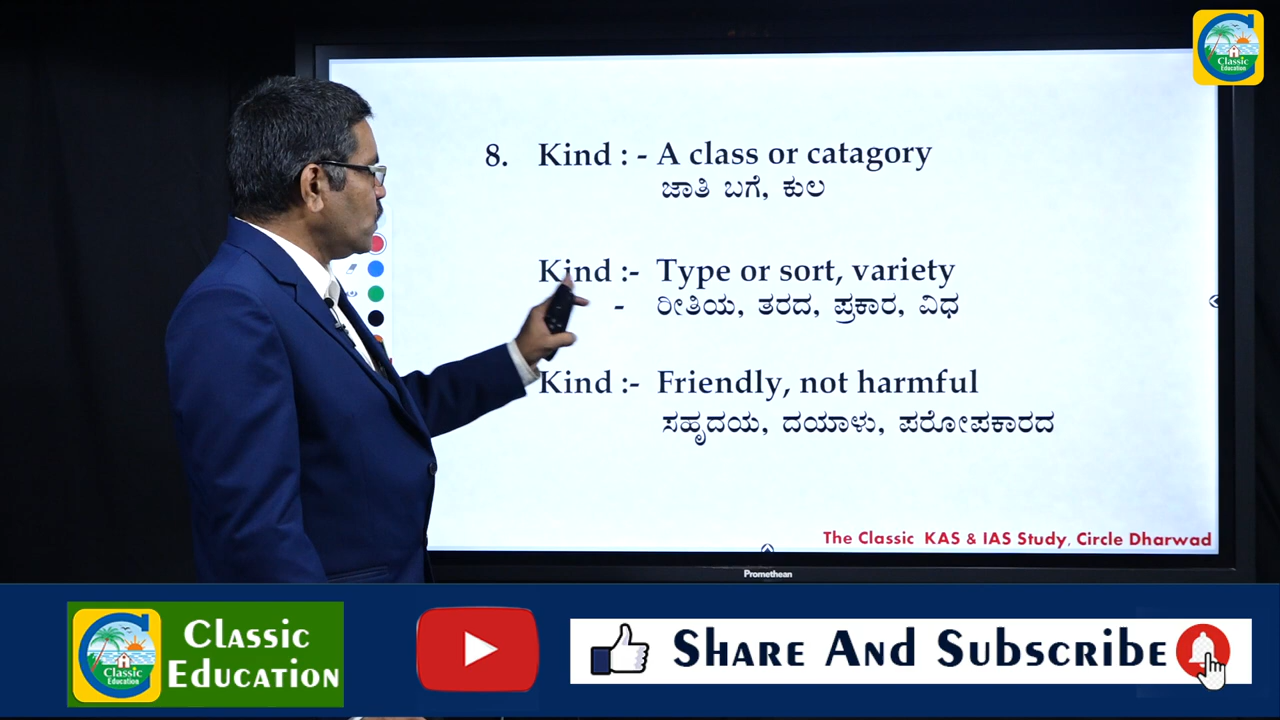 Classic
Education
8. Kind : - A class or catagory
ಜಾತಿ ಬಗೆ, ಕುಲ
Kind :- Type or sort, variety
- ರೀತಿಯ, ತರದ, ಪ್ರಕಾರ, ವಿಧ
Kind :- Friendly, not harmful
ಸಹೃದಯ, ದಯಾಳು, ಪರೋಪಕಾರದ
The Classic KAS & IAS Study, Circle Dharwad
Promethean
Classic
Education
Classic
Education
Share And Subscribe